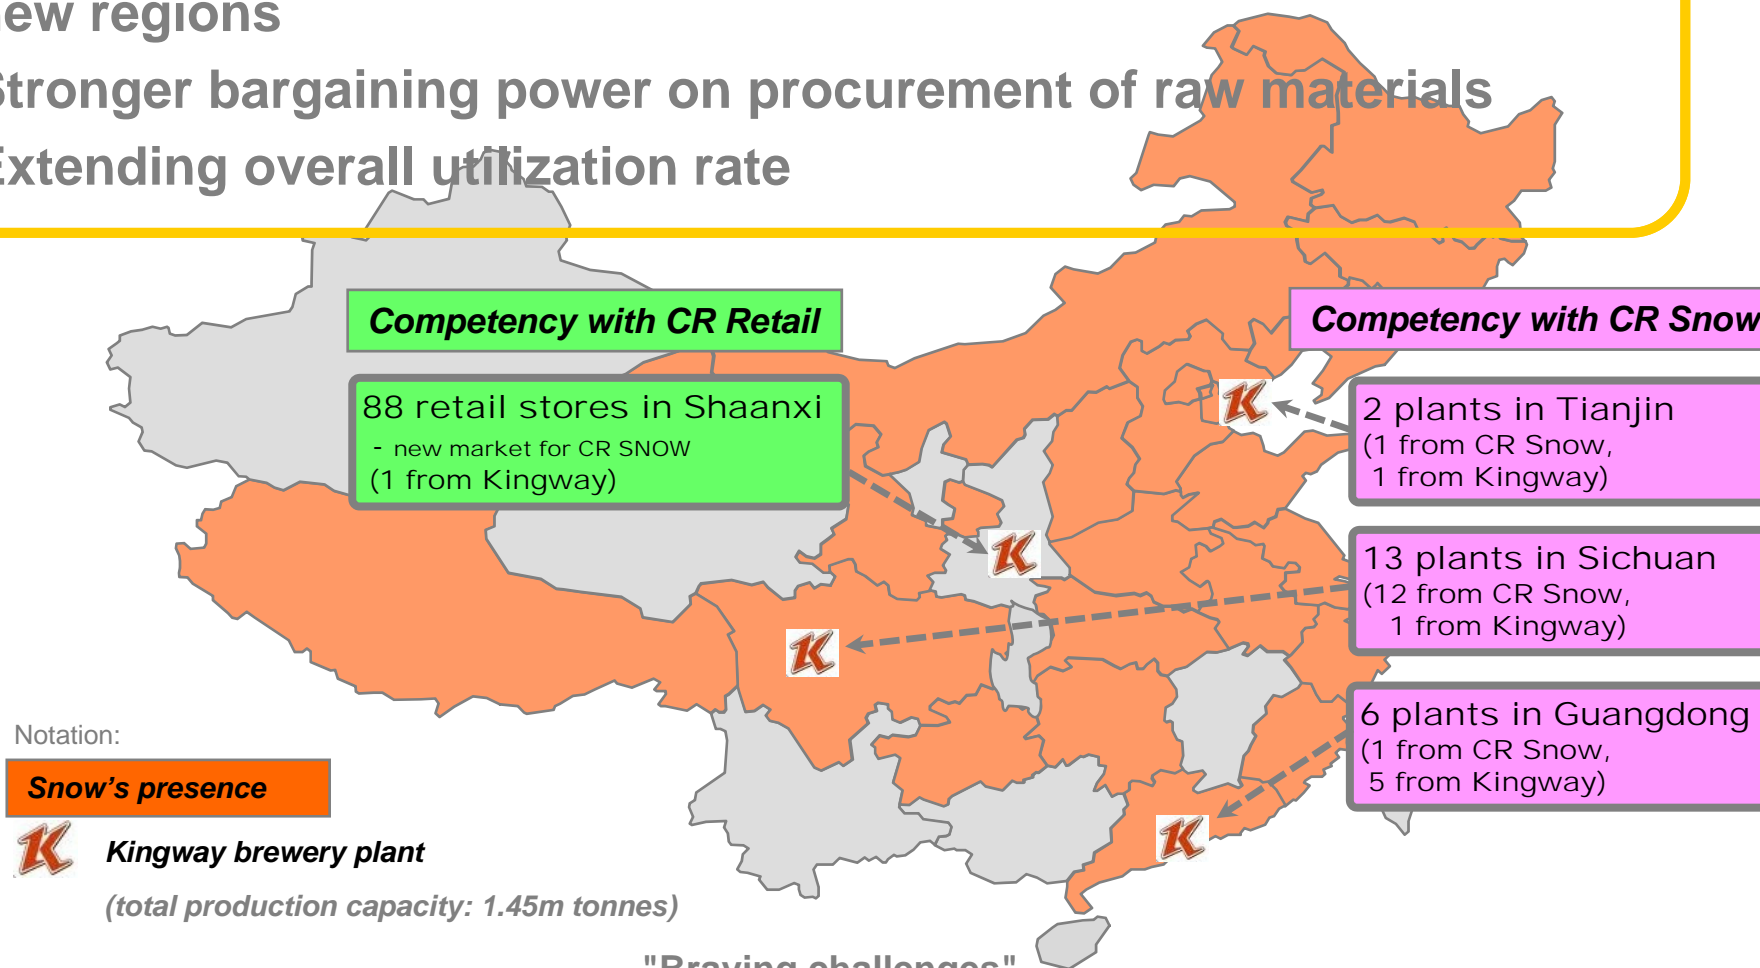 new regions
Stronger bargaining power on procurement of raw materials
Extending overall utilization rate
Competency with CR Retail
88 retail stores in Shaanxi
- new market for CR SNOW
(1 from Kingway)
Competency with CR Snow
2 plants in Tianjin
(1 from CR Snow,
1 from Kingway)
13 plants in Sichuan
(12 from CR Snow,
1 from Kingway)
6 plants in Guangdong
(1 from CR Snow,
5 from Kingway)
Notation:
Snow's presence
Kingway brewery plant
(total production capacity: 1.45m tonnes)
"Braving challenges"